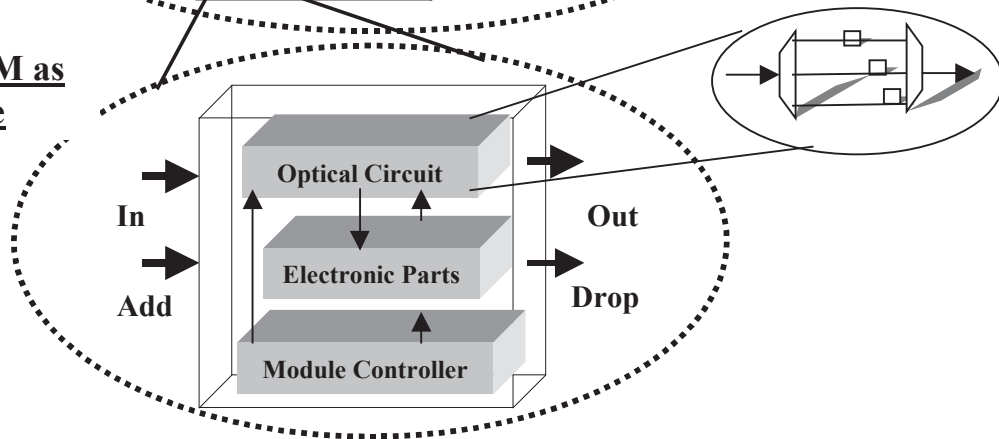 M as
Optical Circuit
In
Out
Electronic Parts
Add
Drop
Module Controller